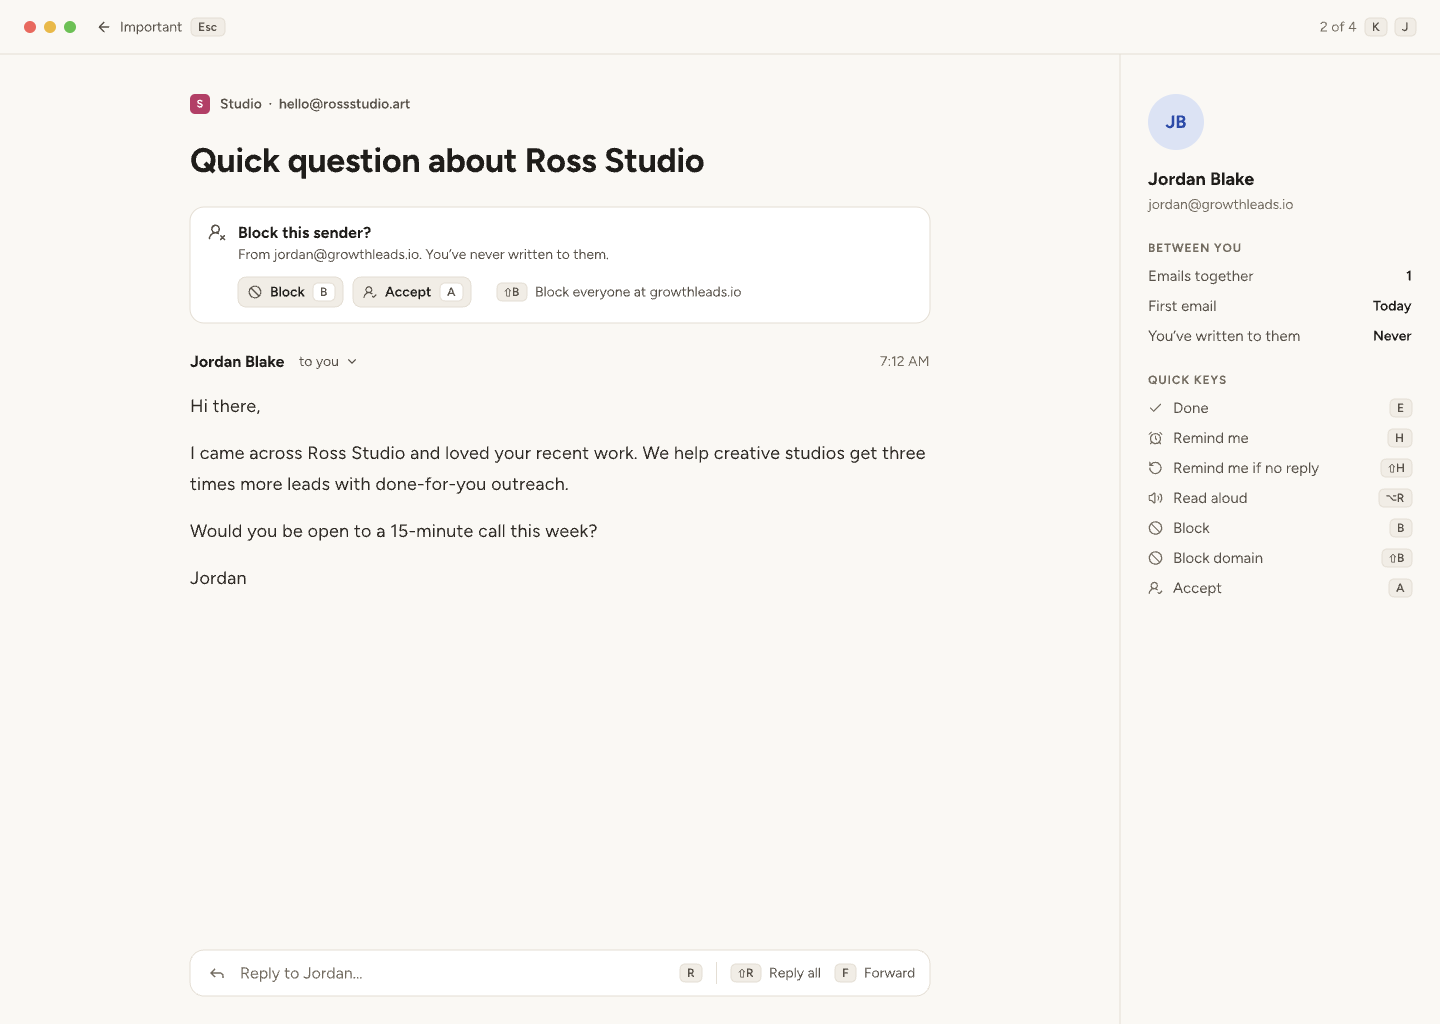 Important Esc
2 of 4 K J
S Studio · hello@rossstudio.art
Quick question about Ross Studio
Block this sender?
From jordan@growthleads.io. You’ve never written to them.
Block B Accept A ⇧B Block everyone at growthleads.io
Jordan Blake to you 7:12 AM
Hi there,
I came across Ross Studio and loved your recent work. We help creative studios get three
times more leads with done-for-you outreach.
Would you be open to a 15-minute call this week?
Jordan
Reply to Jordan... R ⇧R Reply all F Forward
JB
Jordan Blake
jordan@growthleads.io
BETWEEN YOU
Emails together 1
First email Today
You’ve written to them Never
QUICK KEYS
Done E
Remind me H
Remind me if no reply ⇧H
Read aloud ⌥R
Block B
Block domain ⇧B
Accept A